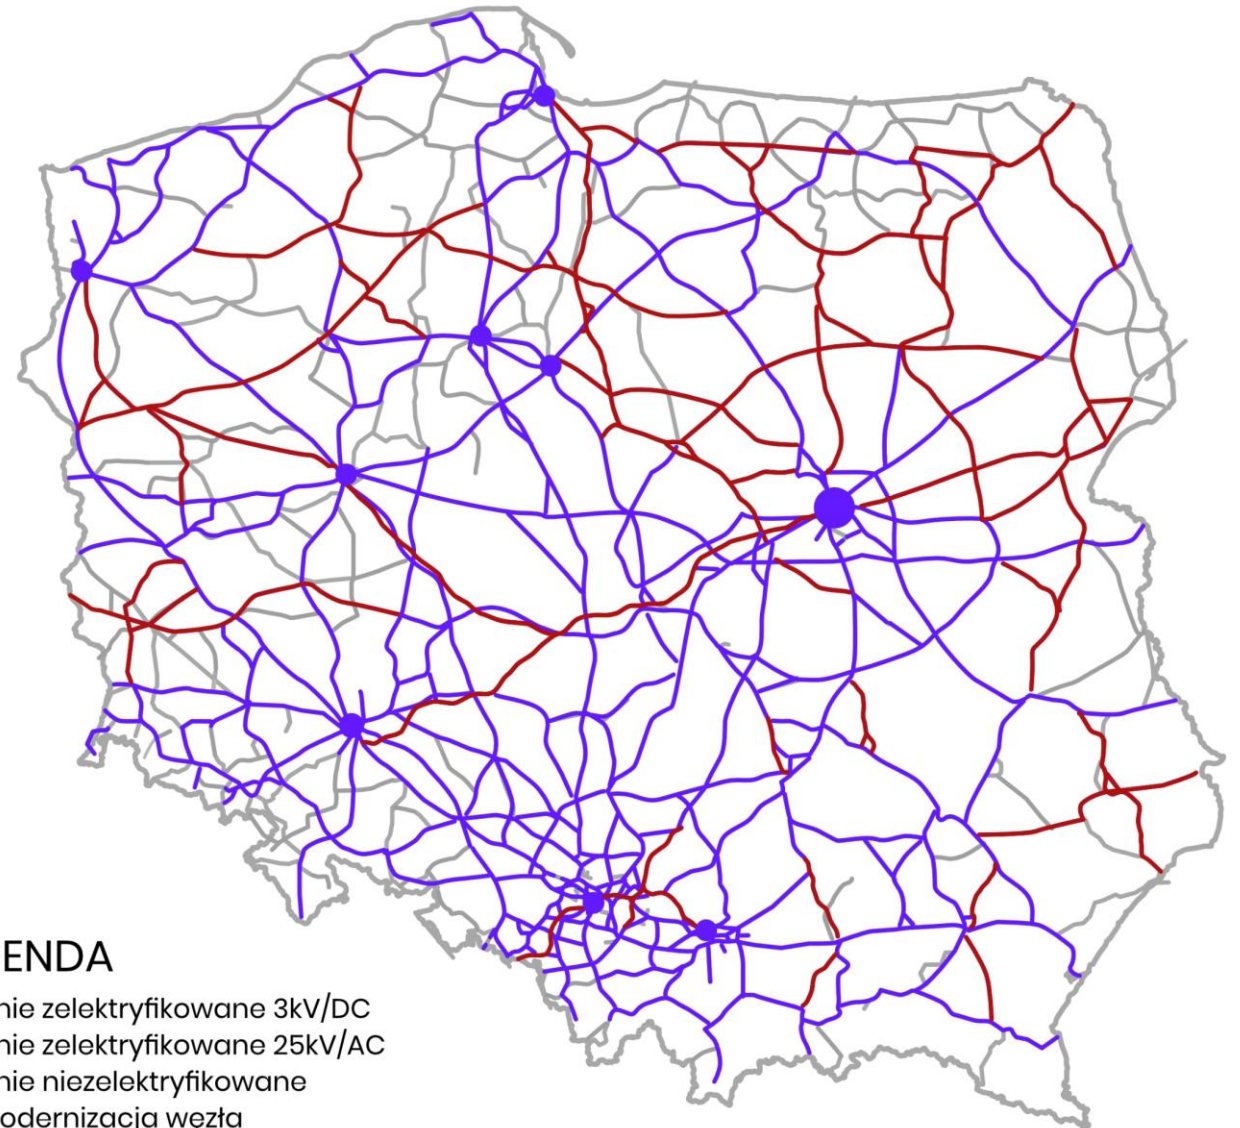 ENDA
nie zelektryfikowane 3kV/DC
nie zelektryfikowane 25kV/AC
nie niezelektryfikowane
odernizacja węzła